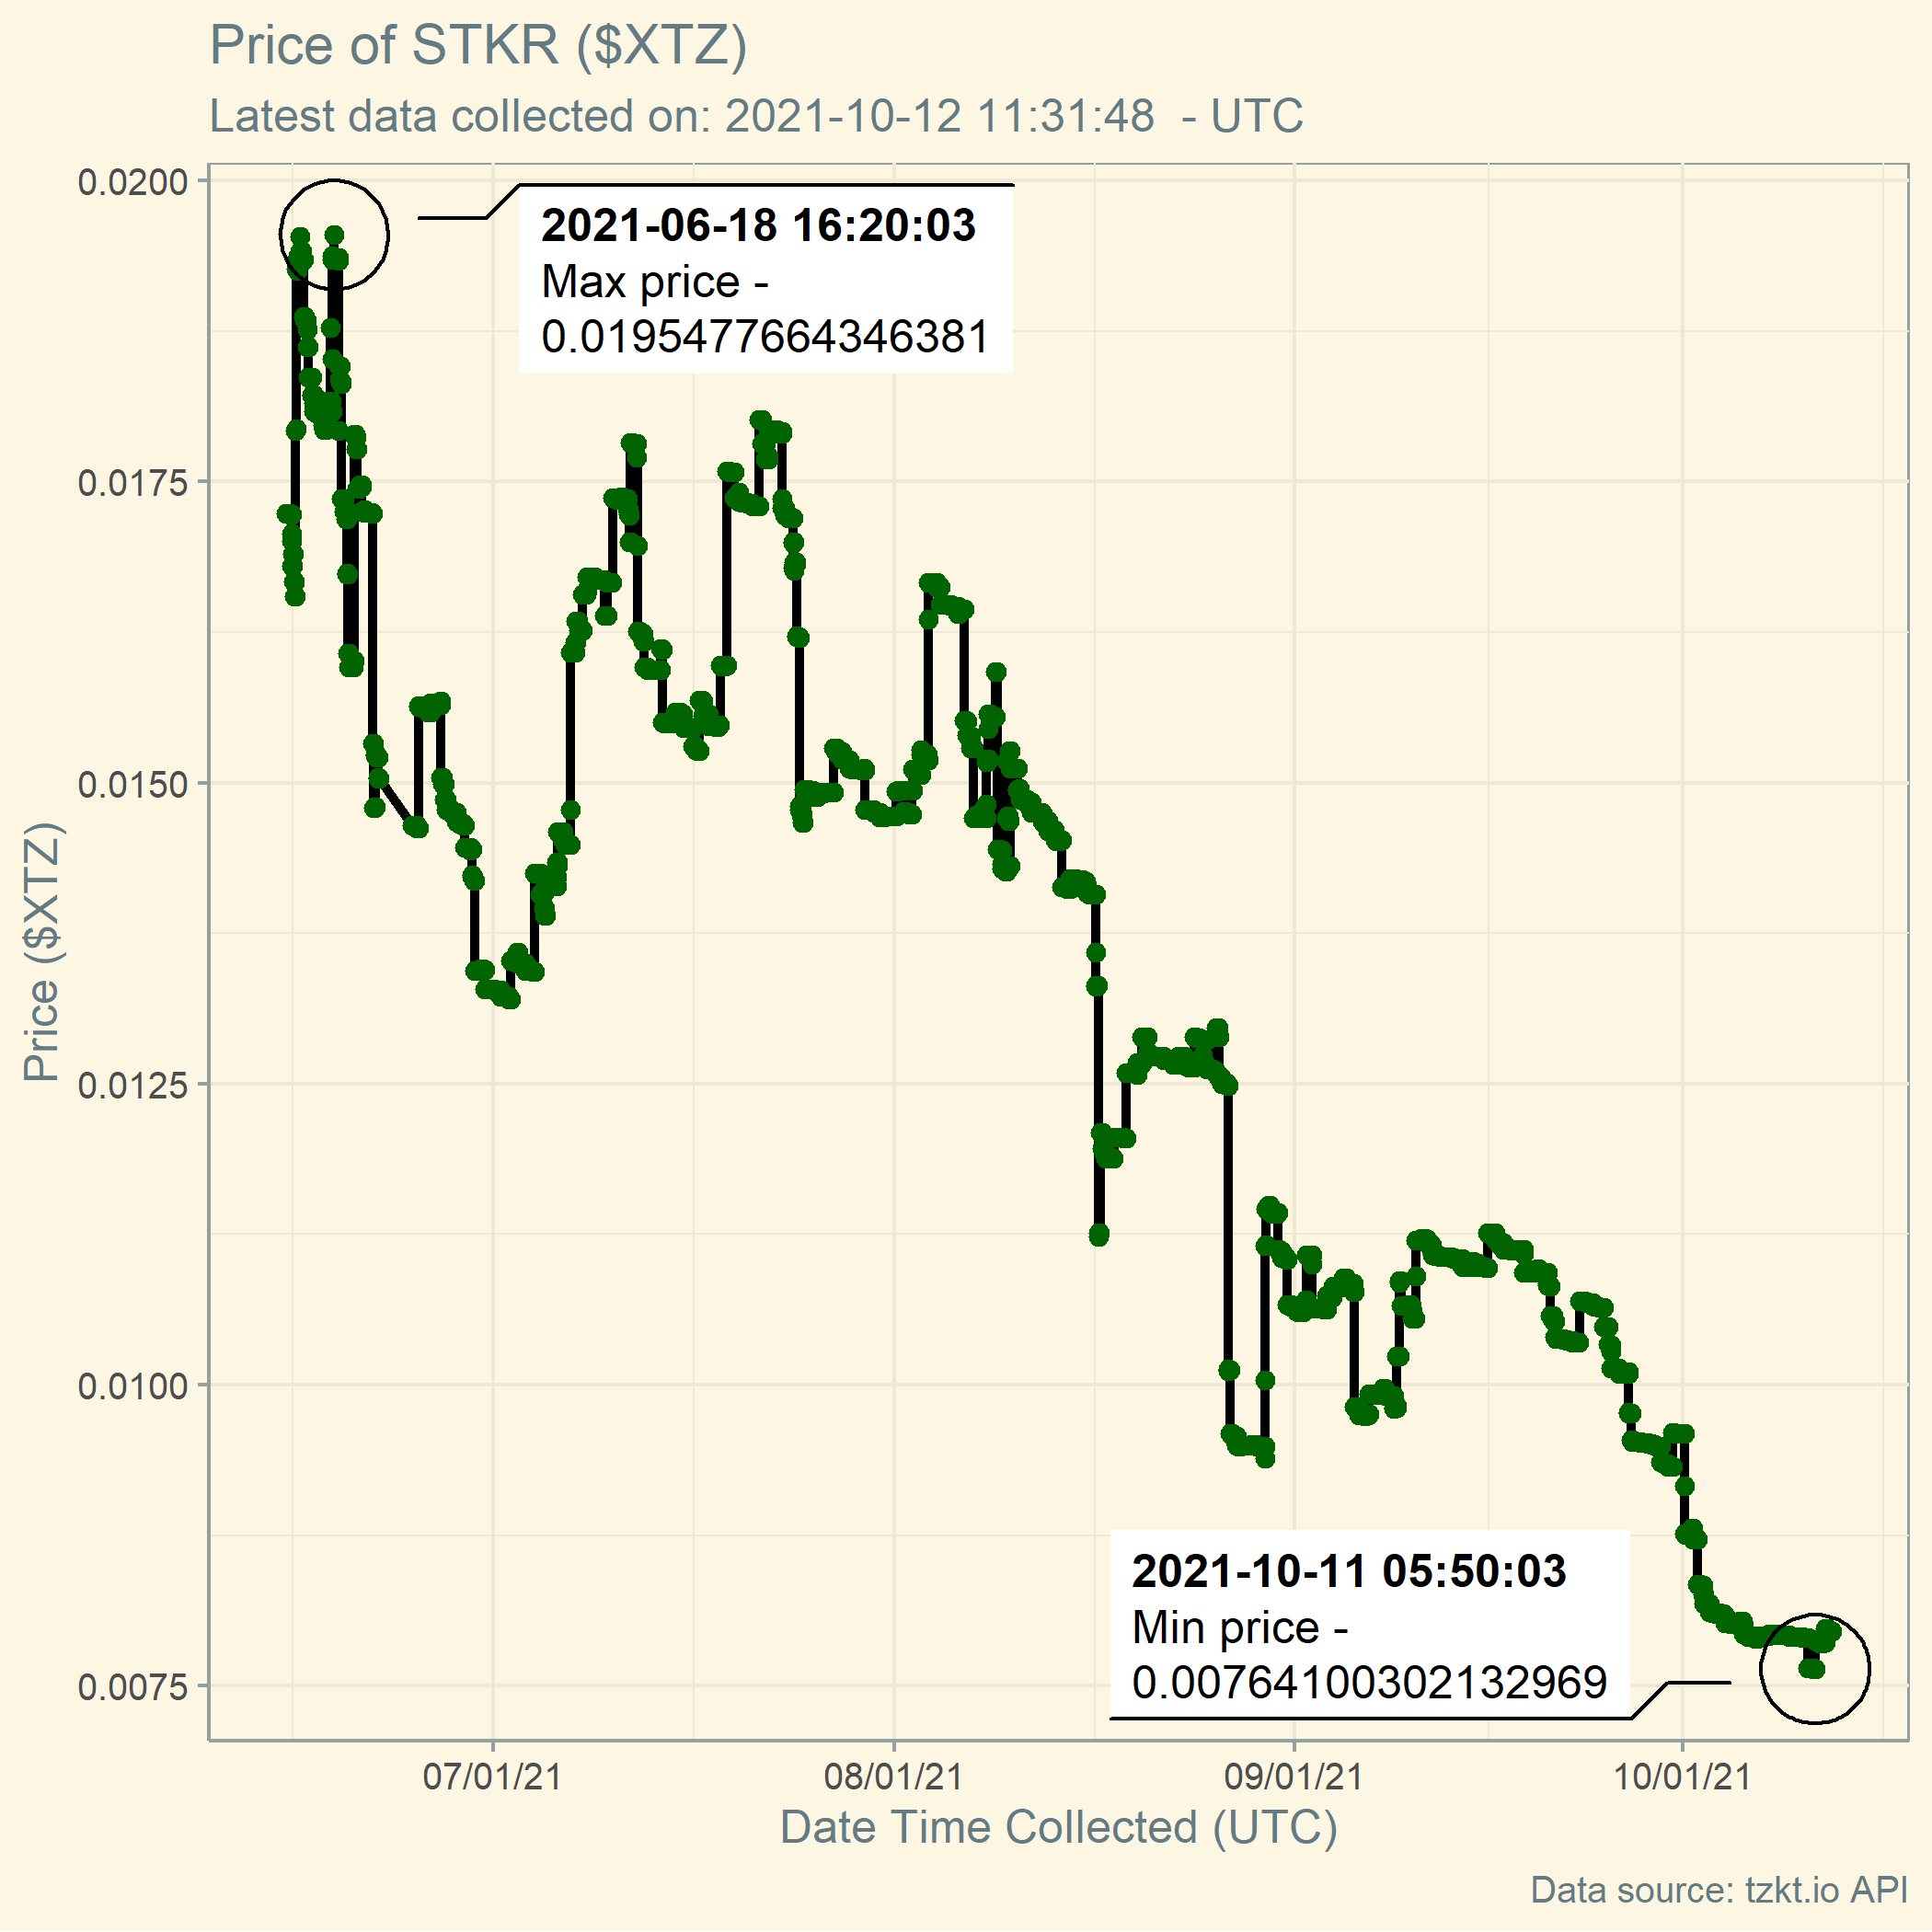 Price of STKR ($XTZ)
Latest data collected on: 2021-10-12 11:31:48  - UTC
0.0200
0.0175
0.0150
0.0125
0.0100
0.0075
Price ($XTZ)
2021-06-18 16:20:03
Max price -
0.0195477664346381
2021-10-11 05:50:03
Min price -
0.00764100302132969
07/01/21
08/01/21
09/01/21
10/01/21
Date Time Collected (UTC)
Data source: tzkt.io API